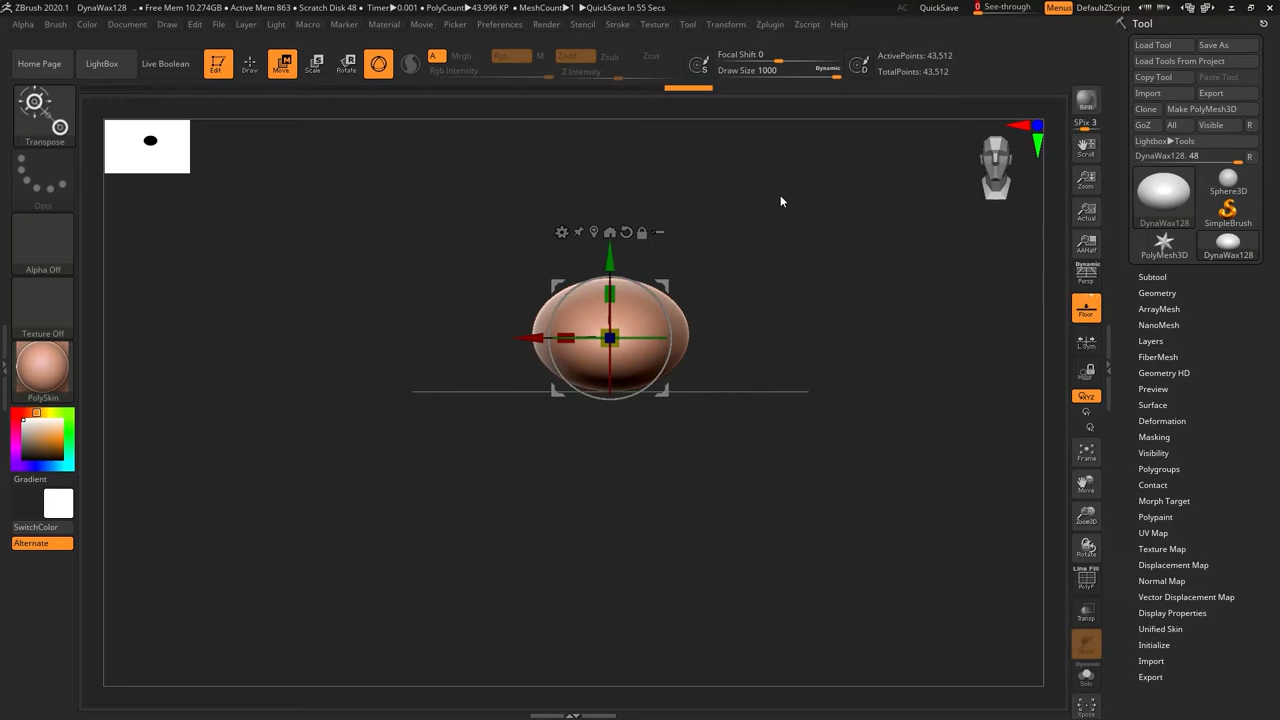 ZBrush 2020.1 DynaWax128 .. • Free Mem 10.274GB • Active Mem 863 • Scratch Disk 48 • Timer▶0.001 • PolyCount▶43.996 KP • MeshCount▶1 ▶QuickSave In 55 Secs AC QuickSave See-through 0 Menus DefaultZScript
Alpha Brush Color Document Draw Edit File Layer Light Macro Marker Material Movie Picker Preferences Render Stencil Stroke Texture Tool Transform Zplugin Zscript Help
Home Page LightBox Live Boolean Edit Draw Move Scale Rotate A Mrgb Rgb M Zadd Zsub Zcut
Rgb Intensity Z Intensity
S Focal Shift 0
Draw Size 1000 Dynamic D
ActivePoints: 43,512
TotalPoints: 43,512
Transpose
Dots
Alpha Off
Texture Off
PolySkin
Gradient
SwitchColor
Alternate
BPR
SPix 3
Scroll
Zoom
Actual
AAHalf
Dynamic
Persp
Floor
L.Sym
XYZ
Frame
Move
Zoom3D
Rotate
Line Fill
PolyF
Transp
Dynamic
Solo
Xpose
Tool
Load Tool Save As
Load Tools From Project
Copy Tool Paste Tool
Import Export
Clone Make PolyMesh3D
GoZ All Visible R
Lightbox▶Tools
DynaWax128. 48 R
DynaWax128 Sphere3D
SimpleBrush
PolyMesh3D DynaWax128
Subtool
Geometry
ArrayMesh
NanoMesh
Layers
FiberMesh
Geometry HD
Preview
Surface
Deformation
Masking
Visibility
Polygroups
Contact
Morph Target
Polypaint
UV Map
Texture Map
Displacement Map
Normal Map
Vector Displacement Map
Display Properties
Unified Skin
Initialize
Import
Export